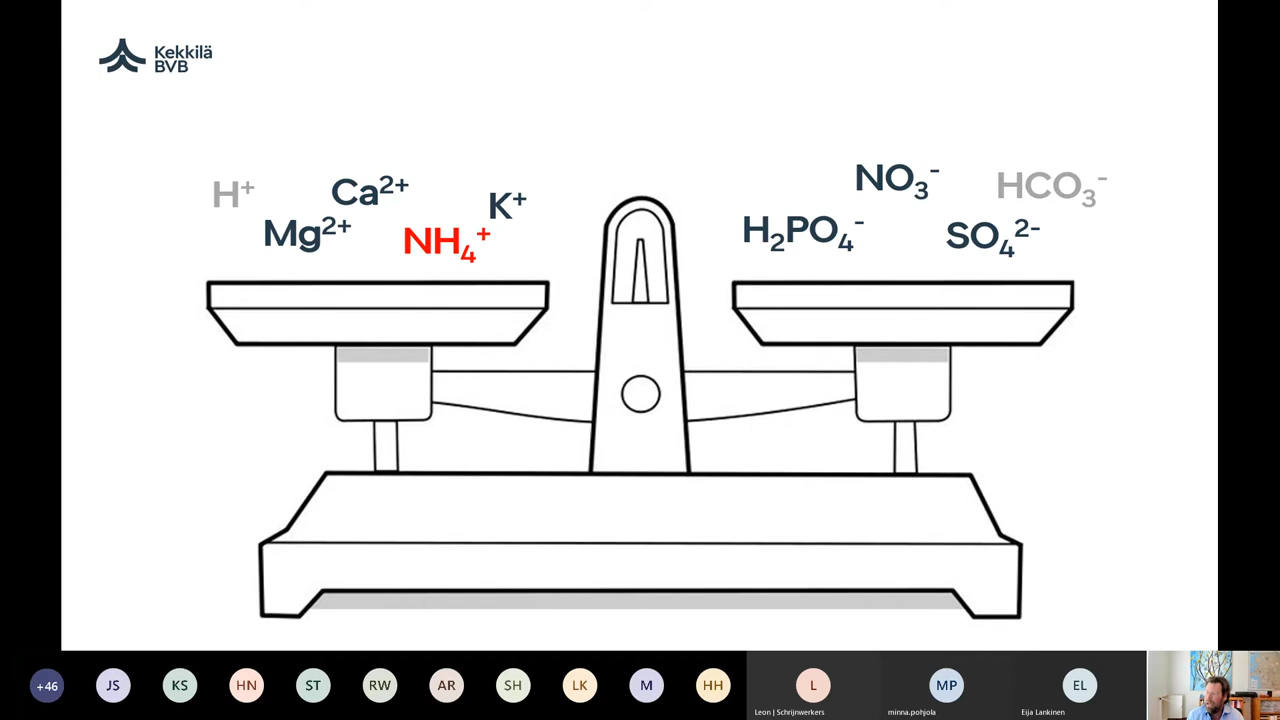 Kekkilä
BVB
H⁺ Ca²⁺ K⁺
Mg²⁺ NH₄⁺
NO₃⁻ HCO₃⁻
H₂PO₄⁻ SO₄²⁻
+46 JS KS HN ST RW AR SH LK M HH L MP EL
Leon | Schrijnwerkers minna.pohjola Eija Lankinen